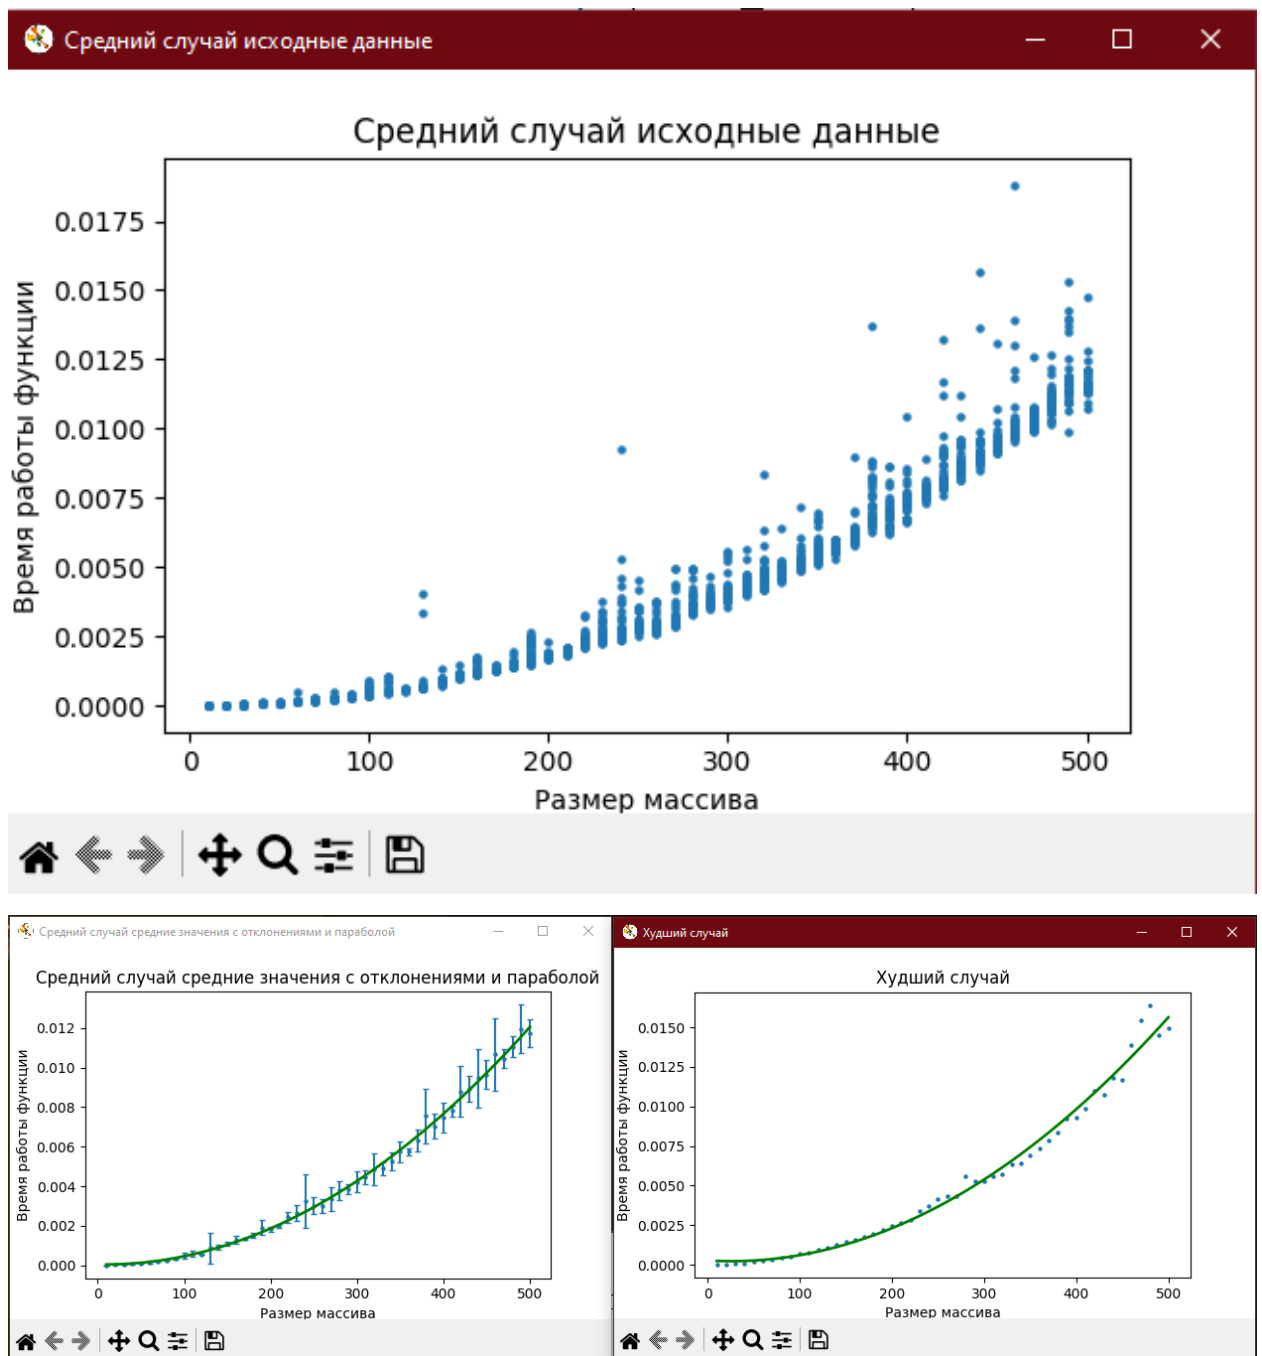 Средний случай исходные данные
Средний случай исходные данные
Время работы функции
0.0175
0.0150
0.0125
0.0100
0.0075
0.0050
0.0025
0.0000
0 100 200 300 400 500
Размер массива
Средний случай средние значения с отклонениями и параболой
Средний случай средние значения с отклонениями и параболой
Время работы функции
0.012
0.010
0.008
0.006
0.004
0.002
0.000
0 100 200 300 400 500
Размер массива
Худший случай
Худший случай
Время работы функции
0.0150
0.0125
0.0100
0.0075
0.0050
0.0025
0.0000
0 100 200 300 400 500
Размер массива